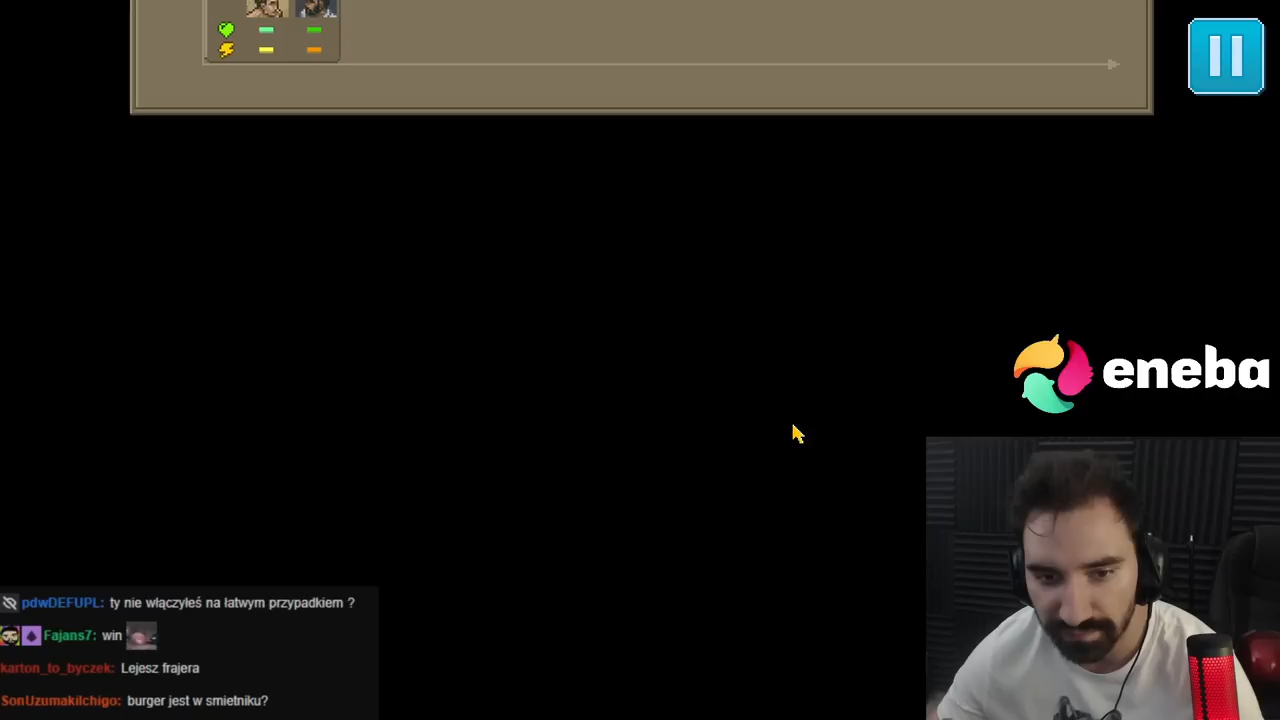 eneba
pdwDEFUPL: ty nie włączyłeś na łatwym przypadkiem ?
Fajans7: win
karton_to_byczek: Lejesz frajera
SonUzumakiIchigo: burger jest w smietniku?